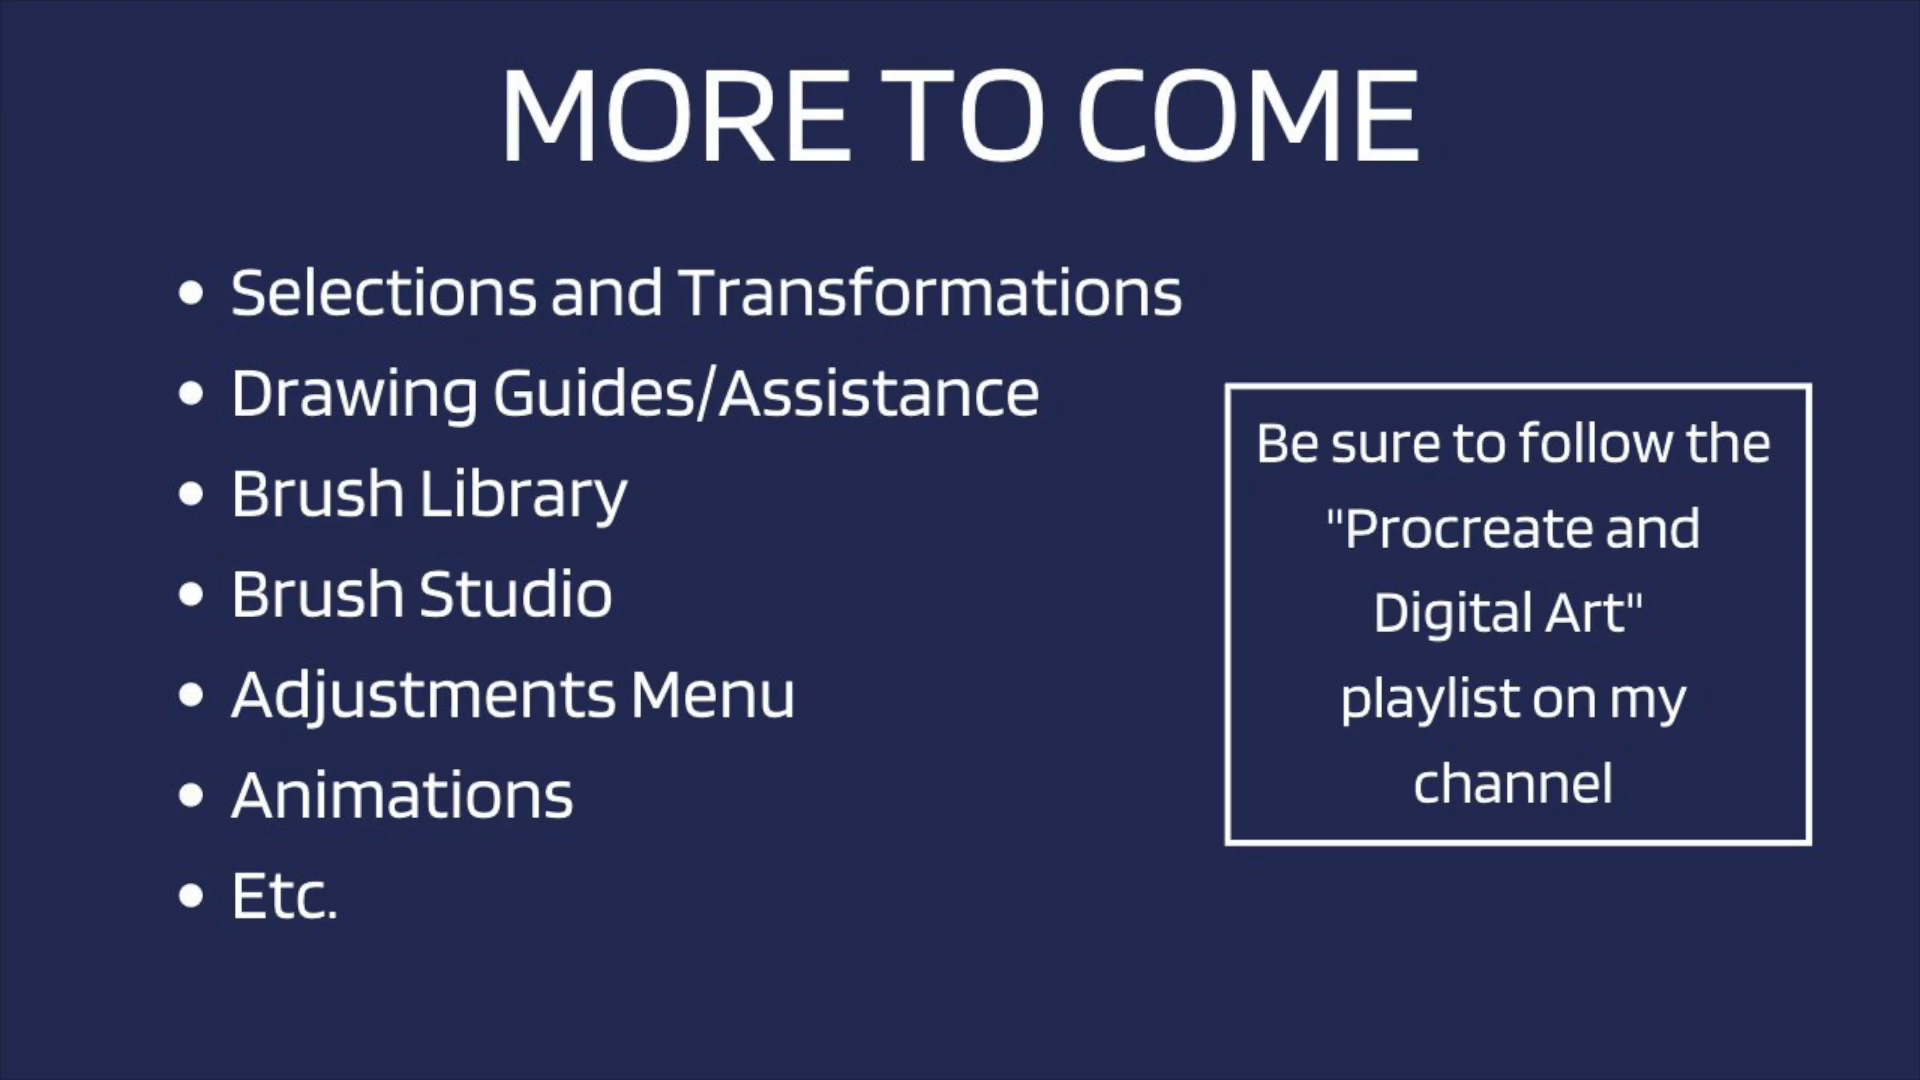 MORE TO COME
Selections and Transformations
Drawing Guides/Assistance
Brush Library
Brush Studio
Adjustments Menu
Animations
Etc.
Be sure to follow the
"Procreate and
Digital Art"
playlist on my
channel